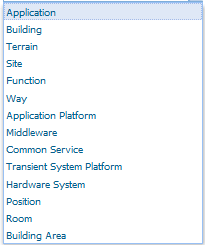 Application
Building
Terrain
Site
Function
Way
Application Platform
Middleware
Common Service
Transient System Platform
Hardware System
Position
Room
Building Area